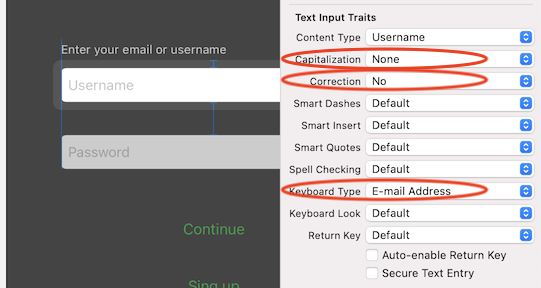 Enter your email or username
Username
Password
Continue
Sing up
Text Input Traits
Content Type Username
Capitalization None
Correction No
Smart Dashes Default
Smart Insert Default
Smart Quotes Default
Spell Checking Default
Keyboard Type E-mail Address
Keyboard Look Default
Return Key Default
Auto-enable Return Key
Secure Text Entry